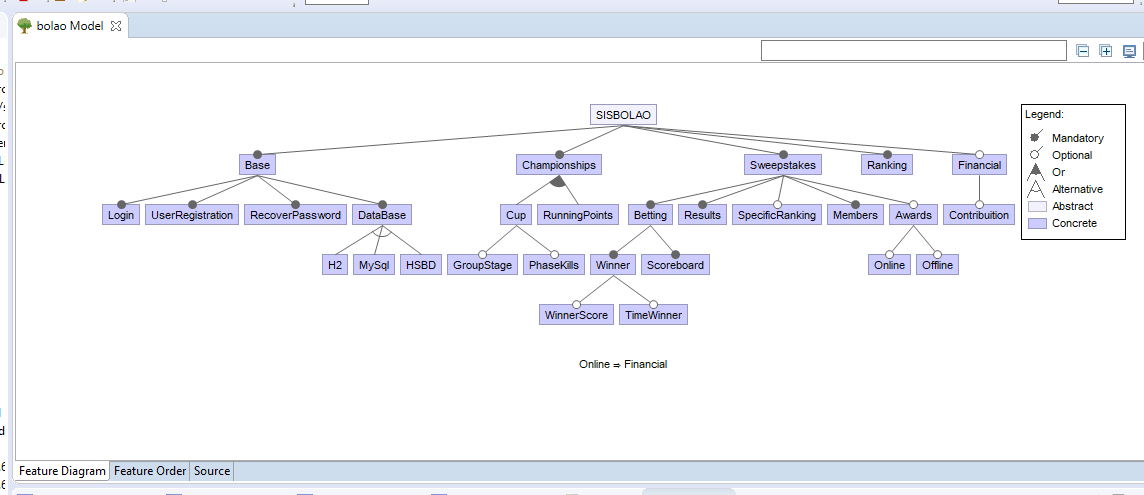 bolao Model
SISBOLAO
Legend:
Mandatory
Optional
Or
Alternative
Abstract
Concrete
Base
Championships
Sweepstakes
Ranking
Financial
Login
UserRegistration
RecoverPassword
DataBase
Cup
RunningPoints
Betting
Results
SpecificRanking
Members
Awards
Contribuition
H2
MySql
HSBD
GroupStage
PhaseKills
Winner
Scoreboard
Online
Offline
WinnerScore
TimeWinner
Online ⇒ Financial
Feature Diagram
Feature Order
Source